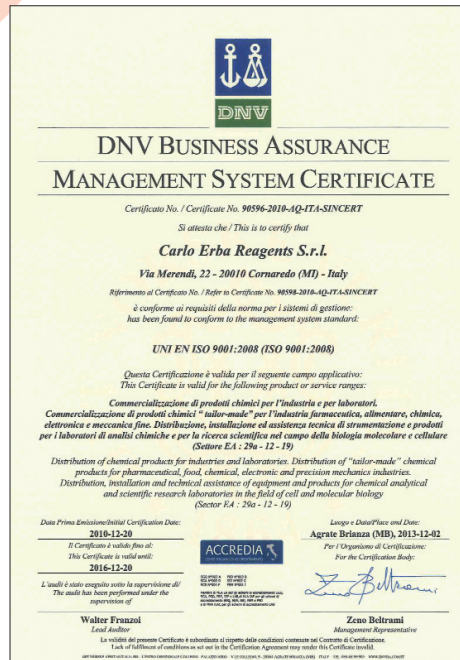 DNV
DNV BUSINESS ASSURANCE
MANAGEMENT SYSTEM CERTIFICATE
Certificato No. / Certificate No. 90596-2010-AQ-ITA-SINCERT
Si attesta che / This is to certify that
Carlo Erba Reagents S.r.l.
Via Merendi, 22 - 20010 Cornaredo (MI) - Italy
Riferimento al Certificato No. / Refer to Certificate No. 90598-2010-AQ-ITA-SINCERT
è conforme ai requisiti della norma per i sistemi di gestione:
has been found to conform to the management system standard:
UNI EN ISO 9001:2008 (ISO 9001:2008)
Questa Certificazione è valida per il seguente campo applicativo:
This Certificate is valid for the following product or service ranges:
Commercializzazione di prodotti chimici per l'industria e per laboratori.
Commercializzazione di prodotti chimici “ tailor-made” per l'industria farmaceutica, alimentare, chimica,
elettronica e meccanica fine. Distribuzione, installazione ed assistenza tecnica di strumentazione e prodotti
per i laboratori di analisi chimiche e per la ricerca scientifica nel campo della biologia molecolare e cellulare
(Settore EA : 29a - 12 - 19)
Distribution of chemical products for industries and laboratories. Distribution of “tailor-made” chemical
products for pharmaceutical, food, chemical, electronic and precision mechanics industries.
Distribution, installation and technical assistance of equipment and products for chemical analytical
and scientific research laboratories in the field of cell and molecular biology
(Sector EA : 29a - 12 - 19)
Data Prima Emissione/Initial Certification Date:
2010-12-20
Il Certificato è valido fino al:
This Certificate is valid until:
2016-12-20
L'audit è stato eseguito sotto la supervisione di/
The audit has been performed under the
supervision of
Walter Franzoi
Lead Auditor
ACCREDIA
Luogo e Data/Place and Date:
Agrate Brianza (MB), 2013-12-02
Per l'Organismo di Certificazione:
For the Certification Body:
Zeno Beltrami
Zeno Beltrami
Management Representative
La validità del presente Certificato è subordinata al rispetto delle condizioni contenute nel Contratto di Certificazione.
Lack of fulfilment of conditions as set out in the Certification Agreement may render this Certificate invalid.